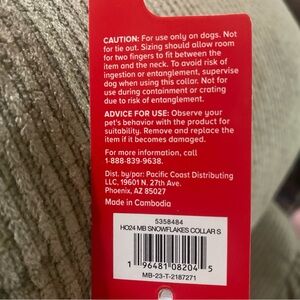 CAUTION: For use only on dogs. Not
for tie out. Sizing should allow room
for two fingers to fit between the
item and the neck. To avoid risk of
ingestion or entanglement, supervise
dog when using this collar. Not for
use during containment or crating
due to risk of entanglement.
ADVICE FOR USE: Observe your
pet's behavior with the product for
suitability. Remove and replace the
item if it becomes damaged.
For more information, call
1-888-839-9638.
Dist. by/par: Pacific Coast Distributing
LLC, 19601 N. 27th Ave.
Phoenix, AZ 85027
Made in Cambodia
5358484
HO24 MB SNOWFLAKES COLLAR S
1 96481 08204 5
MB-23-T-2187271